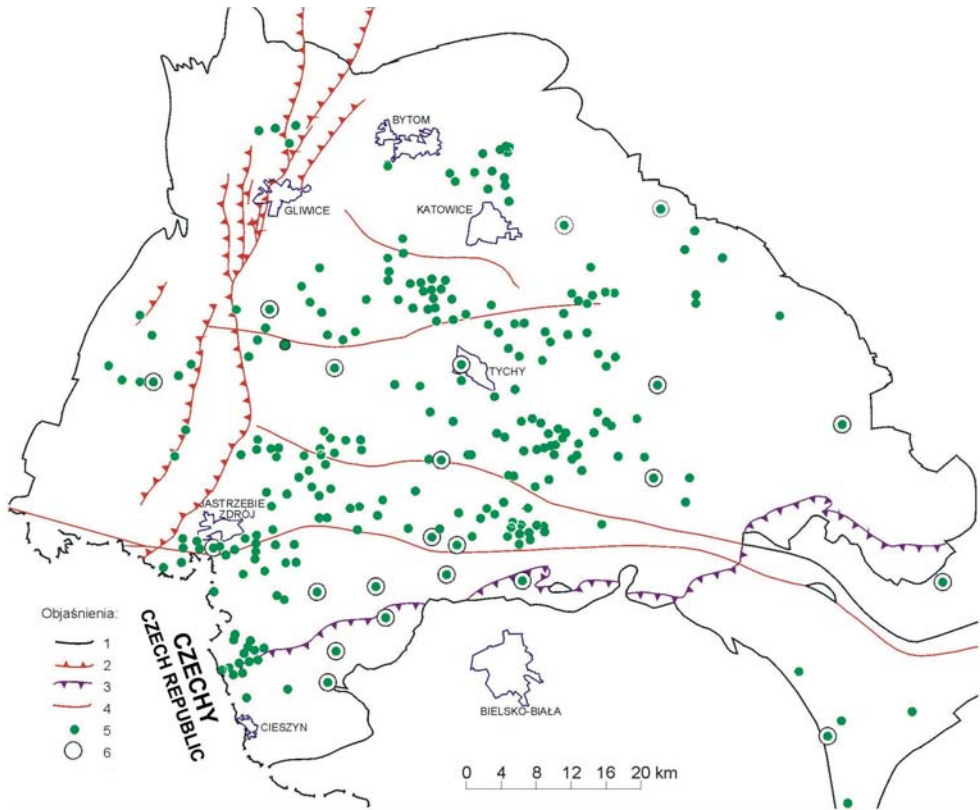 BYTOM
GLIWICE
KATOWICE
TYCHY
JASTRZĘBIE
ZDRÓJ
Objaśnienia:
1
2
3
4
5
6
CZECHY
CZECH REPUBLIC
CIESZYN
BIELSKO-BIAŁA
0 4 8 12 16 20 km